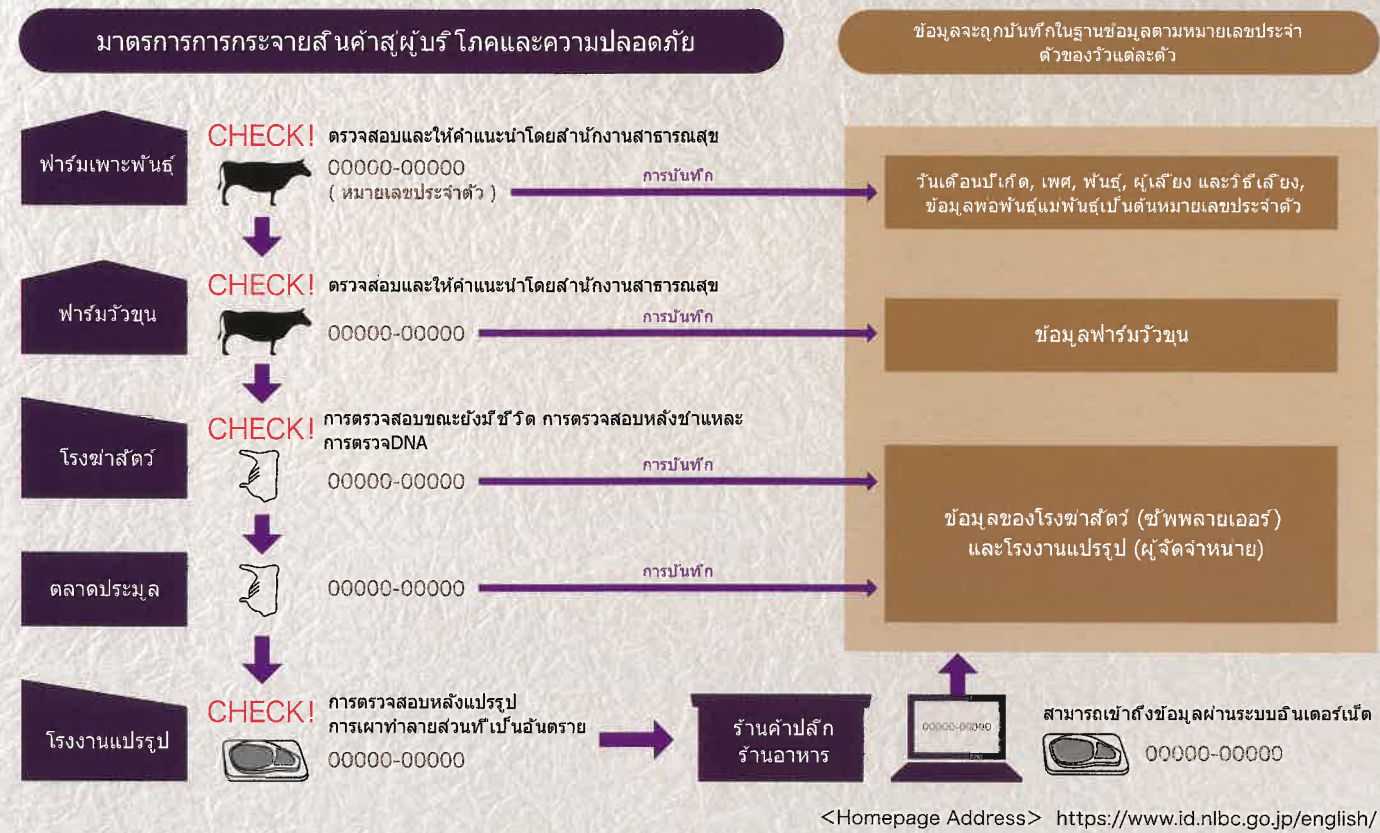 มาตรการการกระจายสินค้าสู่ผู้บริโภคและความปลอดภัย
ข้อมูลจะถูกบันทึกในฐานข้อมูลตามหมายเลขประจำ
ตัวของวัวแต่ละตัว
ฟาร์มเพาะพันธุ์
CHECK! ตรวจสอบและให้คำแนะนำโดยสำนักงานสาธารณสุข
00000-00000
( หมายเลขประจำตัว )
การบันทึก
วันเดือนปีเกิด, เพศ, พันธุ์, ผู้เลี้ยง และวิธีเลี้ยง,
ข้อมูลพ่อพันธุ์แม่พันธุ์เป็นต้นหมายเลขประจำตัว
ฟาร์มวัวขุน
CHECK! ตรวจสอบและให้คำแนะนำโดยสำนักงานสาธารณสุข
00000-00000
การบันทึก
ข้อมูลฟาร์มวัวขุน
โรงฆ่าสัตว์
CHECK! การตรวจสอบขณะยังมีชีวิต การตรวจสอบหลังชำแหละ
การตรวจDNA
00000-00000
การบันทึก
ข้อมูลของโรงฆ่าสัตว์ (ซัพพลายเออร์)
และโรงงานแปรรูป (ผู้จัดจำหน่าย)
ตลาดประมูล
00000-00000
การบันทึก
โรงงานแปรรูป
CHECK! การตรวจสอบหลังแปรรูป
การเผาทำลายส่วนที่เป็นอันตราย
00000-00000
ร้านค้าปลีก
ร้านอาหาร
00000-00000
สามารถเข้าถึงข้อมูลผ่านระบบอินเตอร์เน็ต
00000-00000
<Homepage Address> https://www.id.nlbc.go.jp/english/